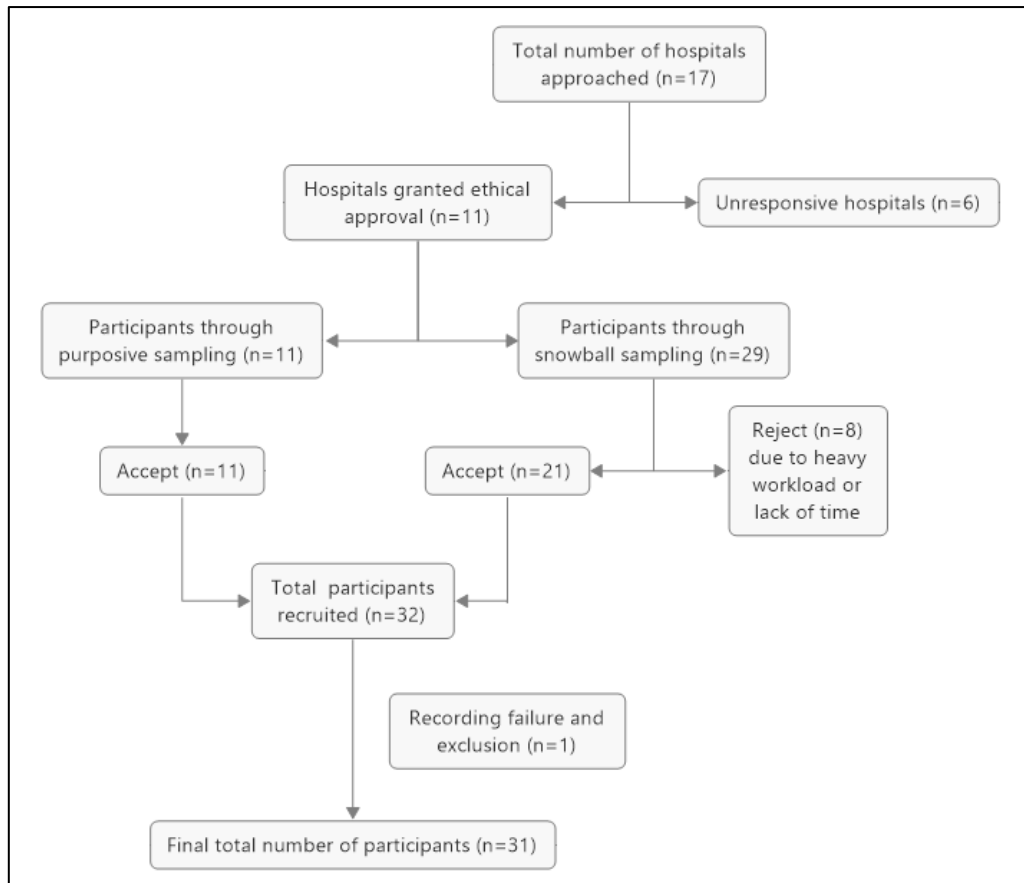 Total number of hospitals
approached (n=17)
Hospitals granted ethical
approval (n=11)
Unresponsive hospitals (n=6)
Participants through
purposive sampling (n=11)
Participants through
snowball sampling (n=29)
Accept (n=11)
Accept (n=21)
Reject (n=8)
due to heavy
workload or
lack of time
Total participants
recruited (n=32)
Recording failure and
exclusion (n=1)
Final total number of participants (n=31)